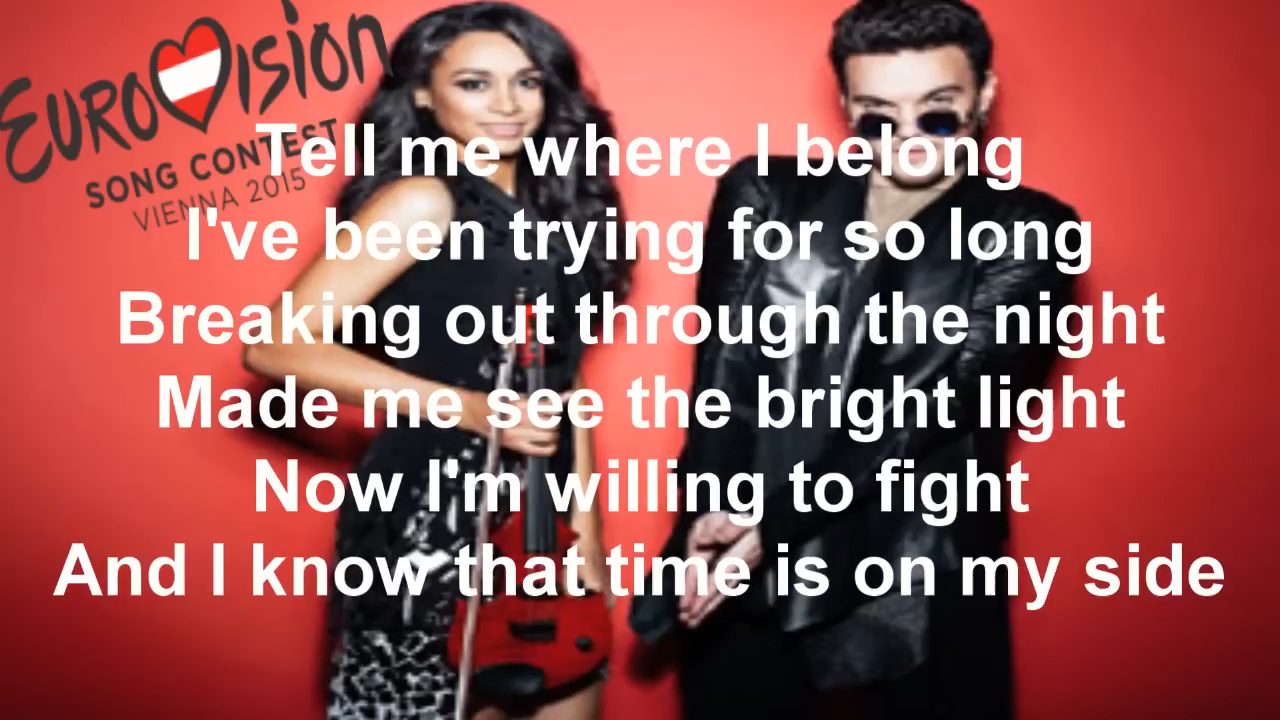 EUROVISION
SONG CONTEST
VIENNA 2015
Tell me where I belong
I've been trying for so long
Breaking out through the night
Made me see the bright light
Now I'm willing to fight
And I know that time is on my side